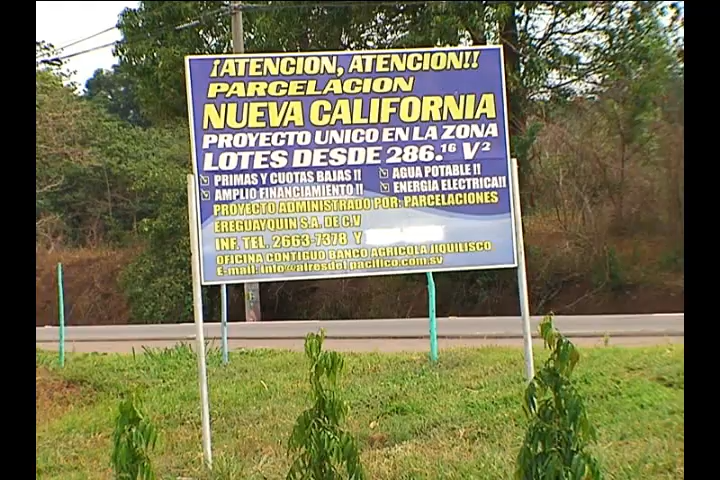 ¡ATENCION, ATENCION!!
PARCELACION
NUEVA CALIFORNIA
PROYECTO UNICO EN LA ZONA
LOTES DESDE 286.16 V2
PRIMAS Y CUOTAS BAJAS !! AGUA POTABLE !!
AMPLIO FINANCIAMIENTO !! ENERGIA ELECTRICA!!
PROYECTO ADMINISTRADO POR: PARCELACIONES
EREGUAYQUIN S.A. DE C.V
INF. TEL. 2663-7378 Y
OFICINA CONTIGUO BANCO AGRICOLA JIQUILISCO
E-mail: info@airesdel pacifico.com.sv